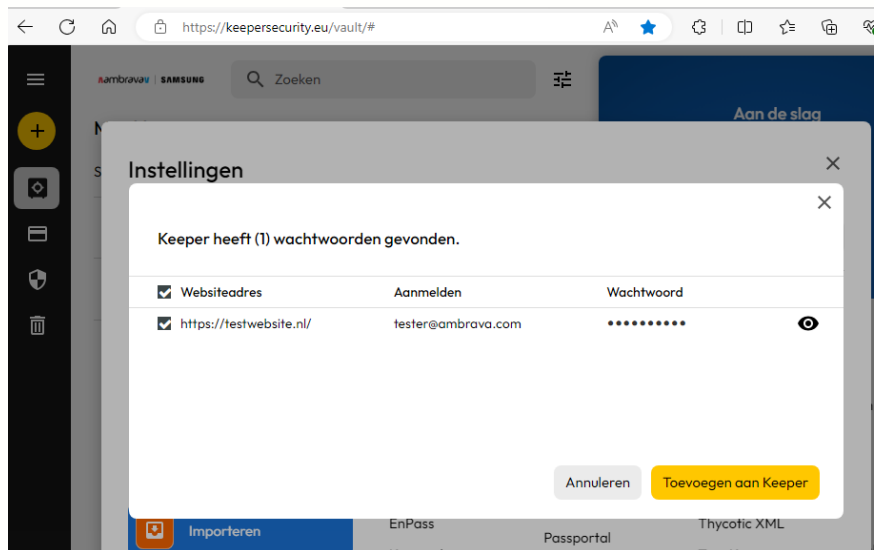 https://keepersecurity.eu/vault/#
SAMSUNG
Zoeken
Aan de slag
Instellingen
Keeper heeft (1) wachtwoorden gevonden.
Websiteadres Aanmelden Wachtwoord
https://testwebsite.nl/ tester@ambrava.com ••••••••••
Annuleren Toevoegen aan Keeper
Importeren
EnPass
Passportal
Thycotic XML